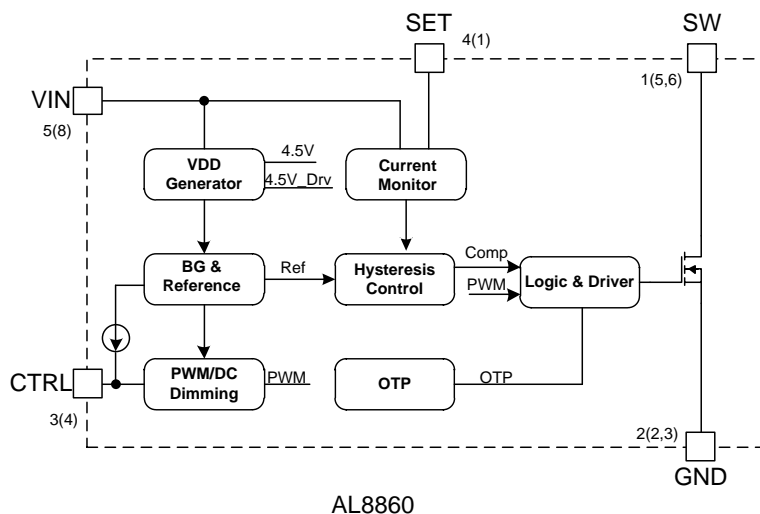 SET
4(1)
SW
1(5,6)
VIN
5(8)
VDD
Generator
4.5V
4.5V_Drv
Current
Monitor
BG &
Reference
Ref
Hysteresis
Control
Comp
PWM
Logic & Driver
CTRL
3(4)
PWM/DC
Dimming
PWM
OTP
OTP
2(2,3)
GND
AL8860